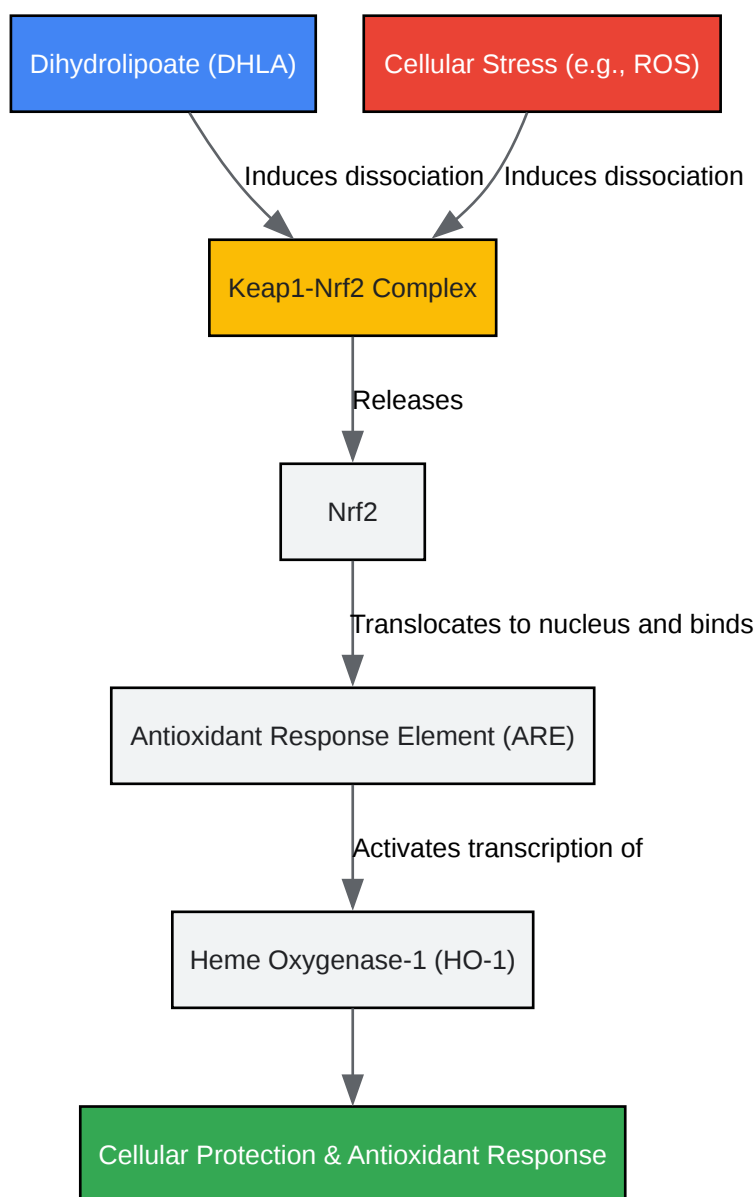 Dihydrolipoate (DHLA)
Cellular Stress (e.g., ROS)
Induces dissociation
Induces dissociation
Keap1-Nrf2 Complex
Releases
Nrf2
Translocates to nucleus and binds
Antioxidant Response Element (ARE)
Activates transcription of
Heme Oxygenase-1 (HO-1)
Cellular Protection & Antioxidant Response